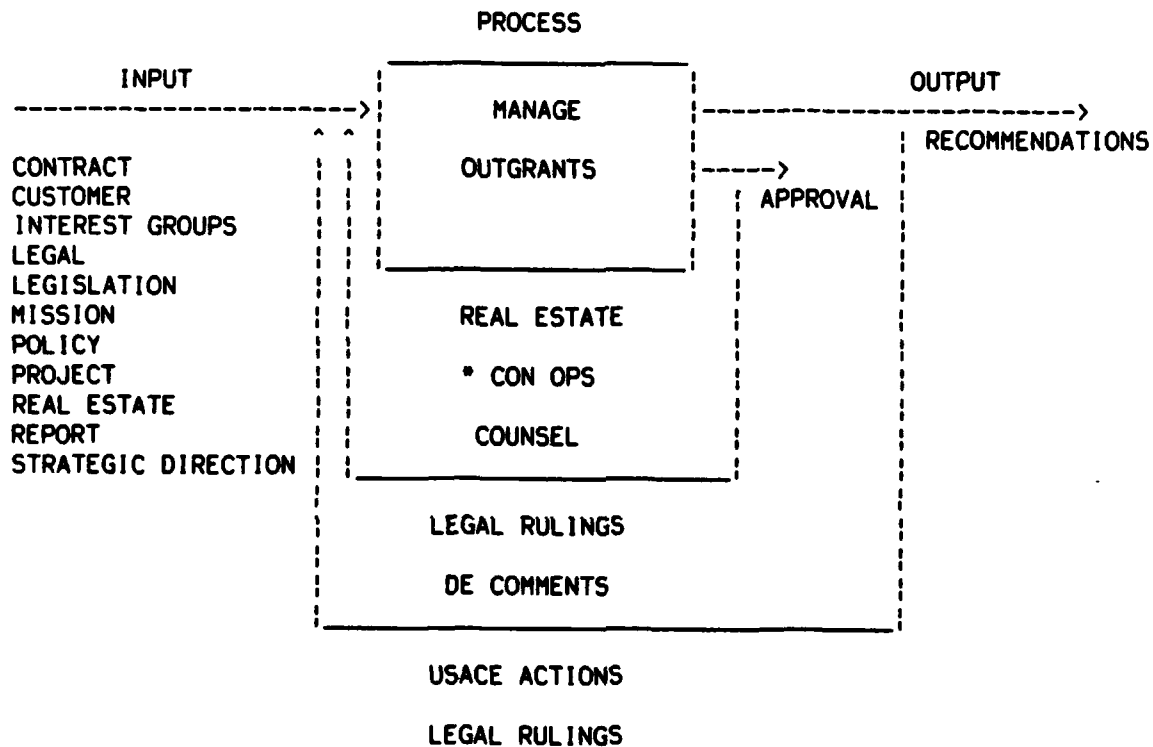 PROCESS
INPUT
OUTPUT
MANAGE
RECOMMENDATIONS
CONTRACT
OUTGRANTS
CUSTOMER
APPROVAL
INTEREST GROUPS
LEGAL
LEGISLATION
MISSION
REAL ESTATE
POLICY
PROJECT
* CON OPS
REAL ESTATE
REPORT
COUNSEL
STRATEGIC DIRECTION
LEGAL RULINGS
DE COMMENTS
USACE ACTIONS
LEGAL RULINGS